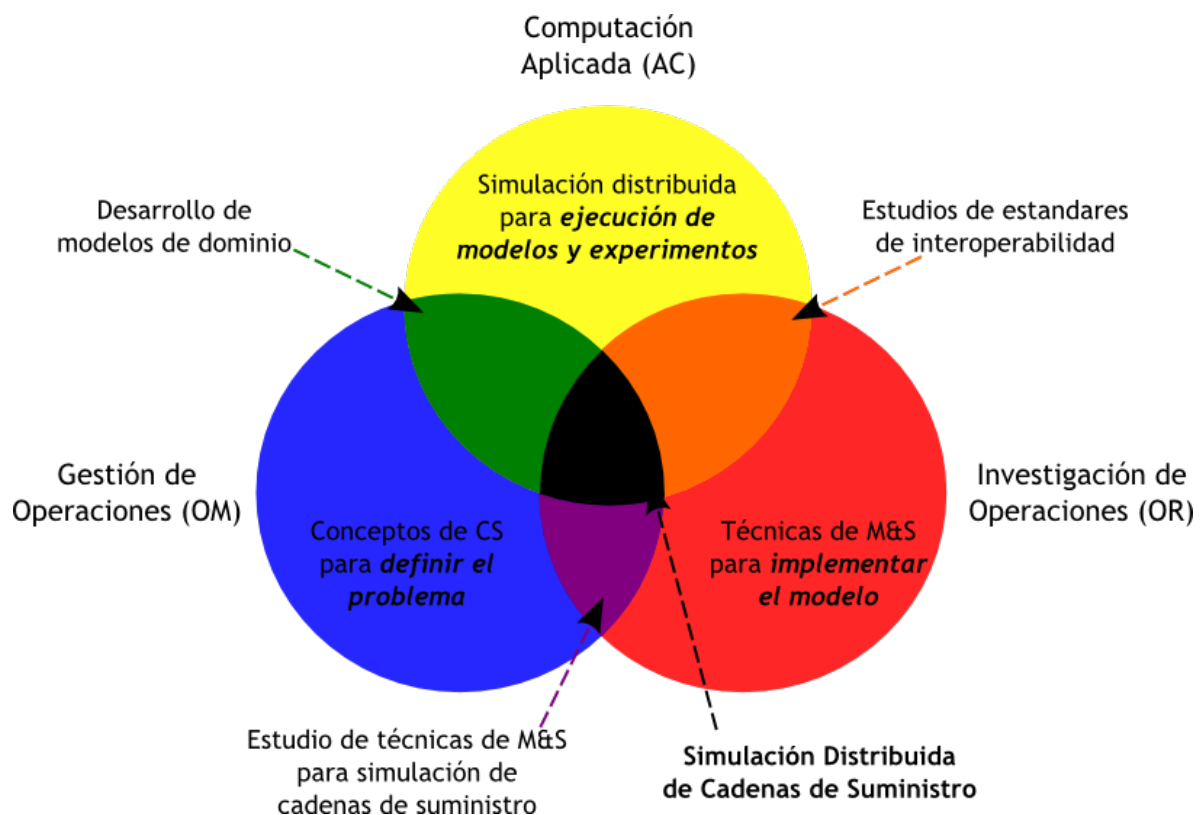 Computación
Aplicada (AC)
Simulación distribuida
para ejecución de
modelos y experimentos
Desarrollo de
modelos de dominio
Estudios de estandares
de interoperabilidad
Gestión de
Operaciones (OM)
Investigación de
Operaciones (OR)
Conceptos de CS
para definir el
problema
Técnicas de M&S
para implementar
el modelo
Estudio de técnicas de M&S
para simulación de
cadenas de suministro
Simulación Distribuida
de Cadenas de Suministro